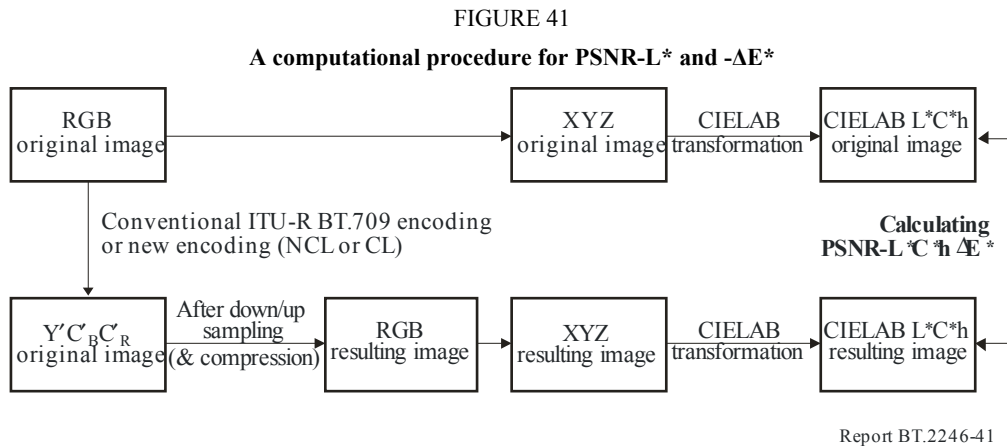 FIGURE 41
A computational procedure for PSNR-L* and -ΔE*
RGB
original image
XYZ
original image
CIELAB
transformation
CIELAB L*C*h
original image
Conventional ITU-R BT.709 encoding
or new encoding (NCL or CL)
Calculating
PSNR-L*C*h ΔE*
Y′C′BC′R
original image
After down/up
sampling
(& compression)
RGB
resulting image
XYZ
resulting image
CIELAB
transformation
CIELAB L*C*h
resulting image
Report BT.2246-41